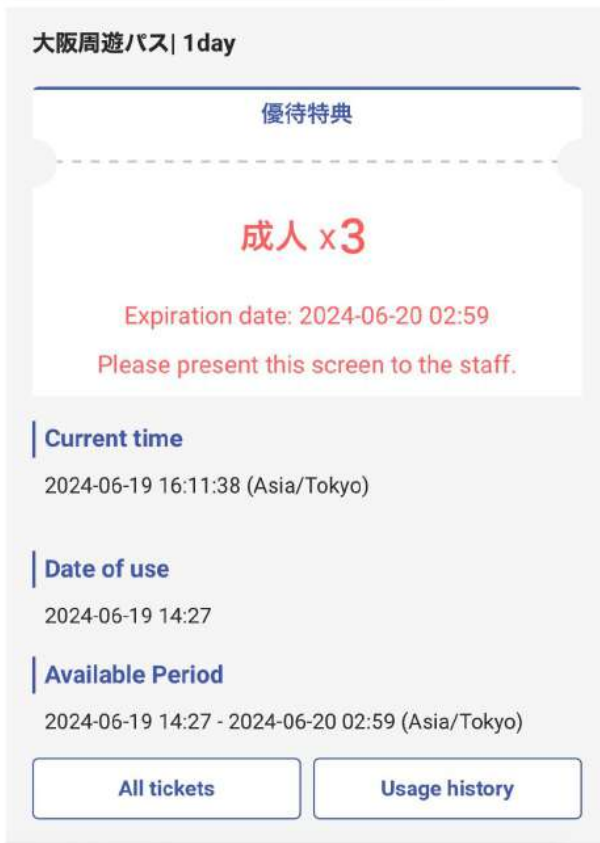 大阪周遊パス| 1day
優待特典
成人 x3
Expiration date: 2024-06-20 02:59
Please present this screen to the staff.
Current time
2024-06-19 16:11:38 (Asia/Tokyo)
Date of use
2024-06-19 14:27
Available Period
2024-06-19 14:27 - 2024-06-20 02:59 (Asia/Tokyo)
All tickets
Usage history